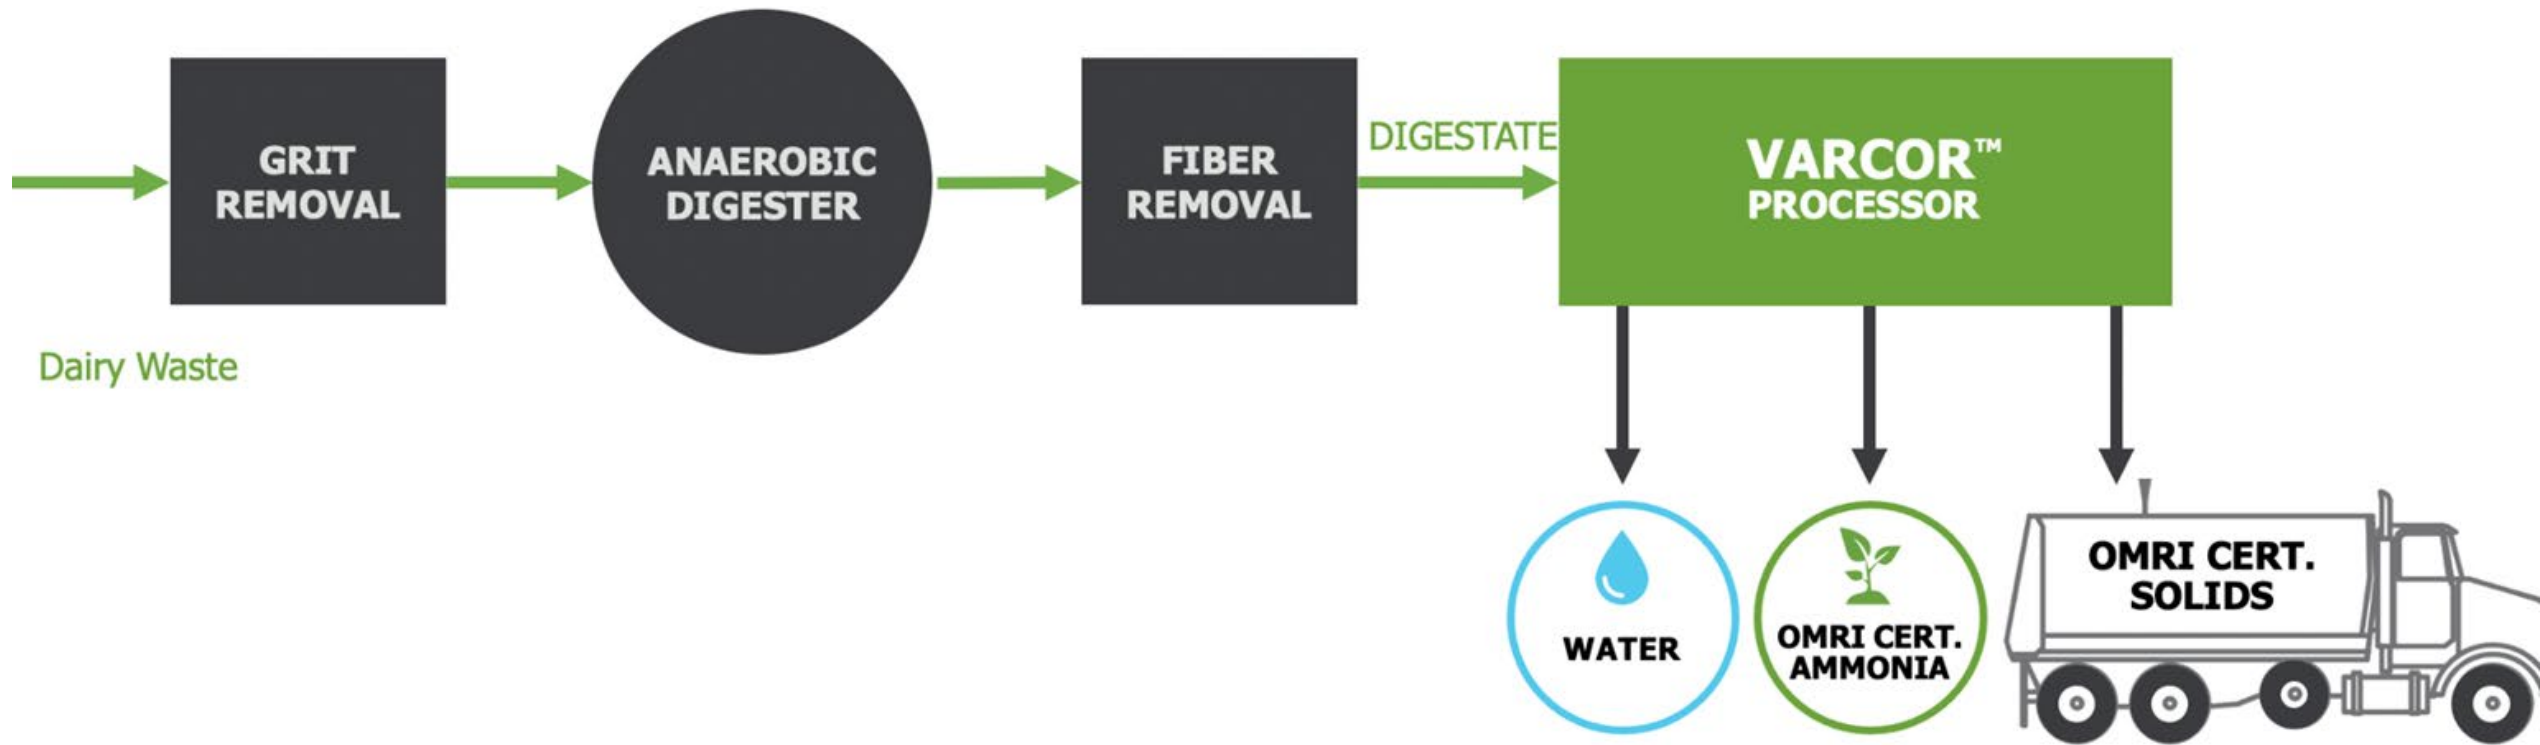 GRIT
REMOVAL
ANAEROBIC
DIGESTER
FIBER
REMOVAL
DIGESTATE
VARCOR™
PROCESSOR
Dairy Waste
WATER
OMRI CERT.
AMMONIA
OMRI CERT.
SOLIDS